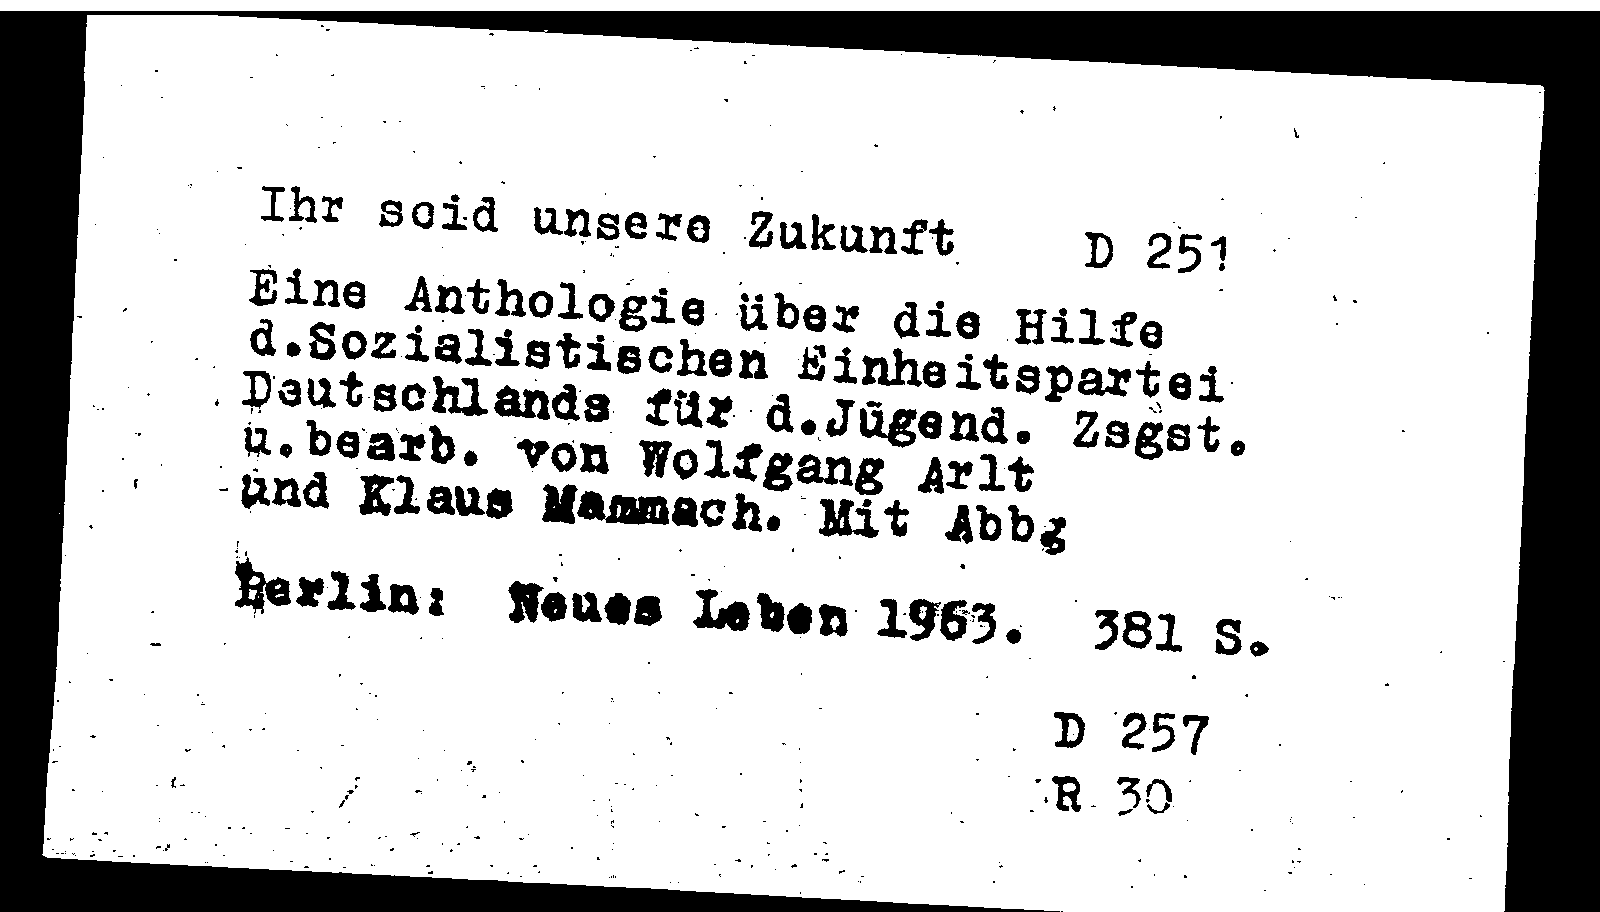 Ihr seid unsere Zukunft D 251
Eine Anthologie über die Hilfe
d.Sozialistischen Einheitspartei
Deutschlands für d.Jugend. Zsgst.
u.bearb. von Wolfgang Arlt
und Klaus Mammach. Mit Abbg
Berlin: Neues Leben 1963. 381 S.
D 257
R 30